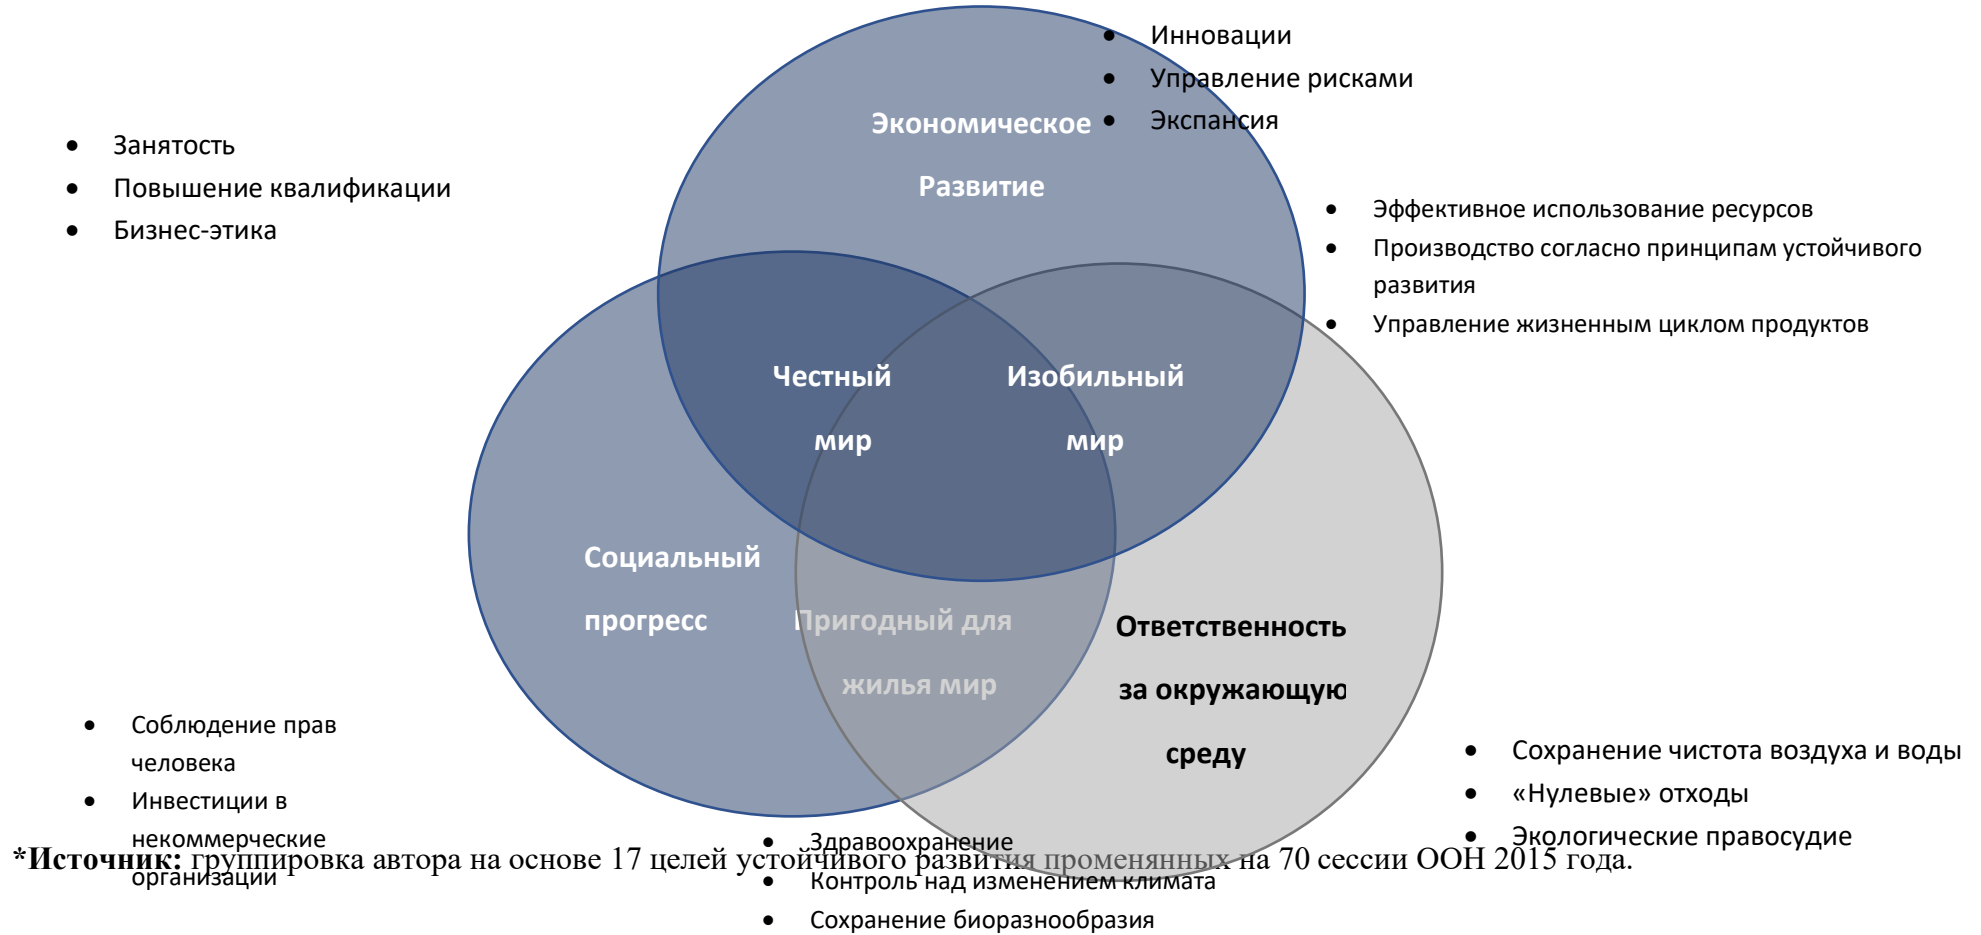 • Инновации
• Управление рисками
• Экспансия
Экономическое
Развитие
• Занятость
• Повышение квалификации
• Бизнес-этика
• Эффективное использование ресурсов
• Производство согласно принципам устойчивого
развития
• Управление жизненным циклом продуктов
Честный
мир
Изобильный
мир
Социальный
прогресс
Пригодный для
жилья мир
Ответственность
за окружающую
среду
• Соблюдение прав
человека
• Инвестиции в
некоммерческие
организации
• Сохранение чистота воздуха и воды
• «Нулевые» отходы
• Экологические правосудие
• Здравоохранение
• Контроль над изменением климата
• Сохранение биоразнообразия
*Источник: группировка автора на основе 17 целей устойчивого развития променянных на 70 сессии ООН 2015 года.